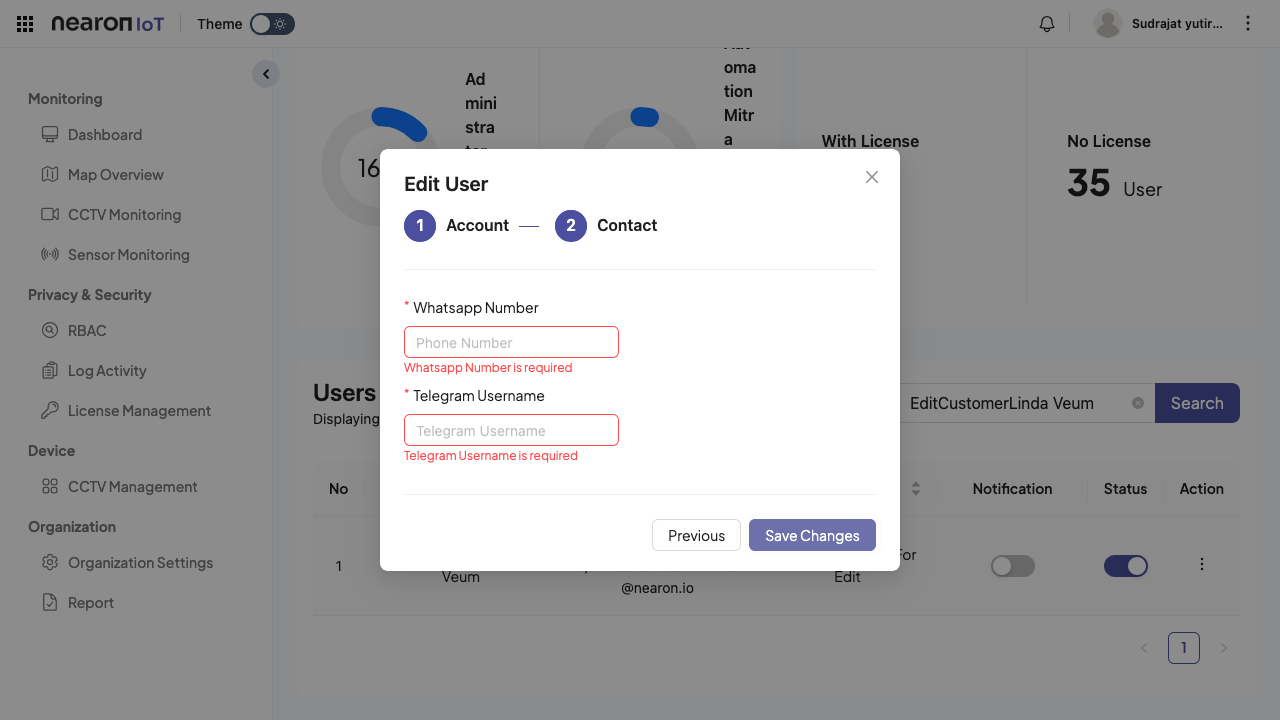 nearon IoT
Theme
Sudrajat yutir...
Monitoring
Dashboard
Map Overview
CCTV Monitoring
Sensor Monitoring
Privacy & Security
RBAC
Log Activity
License Management
Device
CCTV Management
Organization
Organization Settings
Report
16
Ad
mini
stra
oma
tion
Mitr
a
With License
No License
35 User
Edit User
1 Account
2 Contact
* Whatsapp Number
Phone Number
Whatsapp Number is required
* Telegram Username
Telegram Username
Telegram Username is required
Previous
Save Changes
Users
Displaying
EditCustomerLinda Veum
Search
No
Notification
Status
Action
1
Veum
@nearon.io
For
Edit
1